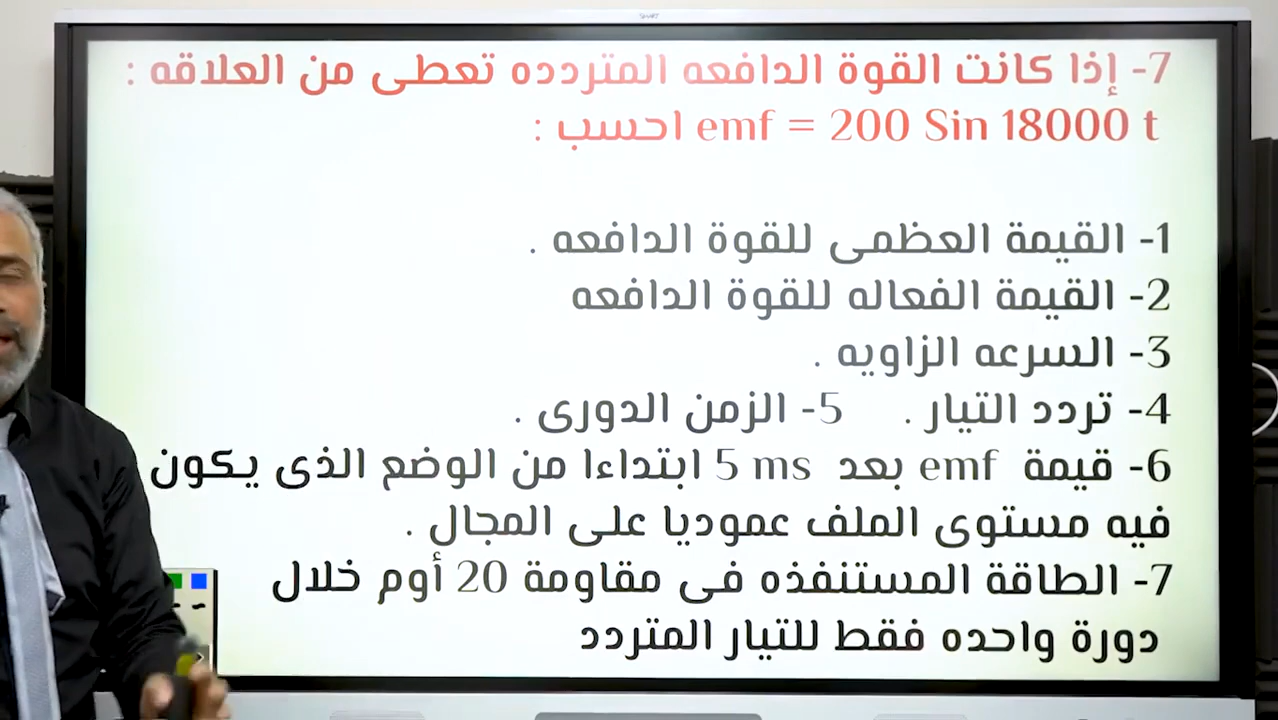 SMART
7- إذا كانت القوة الدافعه المتردده تعطى من العلاقه :
emf = 200 Sin 18000 t احسب :
1- القيمة العظمى للقوة الدافعه .
2- القيمة الفعاله للقوة الدافعه
3- السرعه الزاويه .
4- تردد التيار . 5- الزمن الدورى .
6- قيمة emf بعد 5 ms ابتداءا من الوضع الذى يكون
فيه مستوى الملف عموديا على المجال .
7- الطاقة المستنفذه فى مقاومة 20 أوم خلال
دورة واحده فقط للتيار المتردد